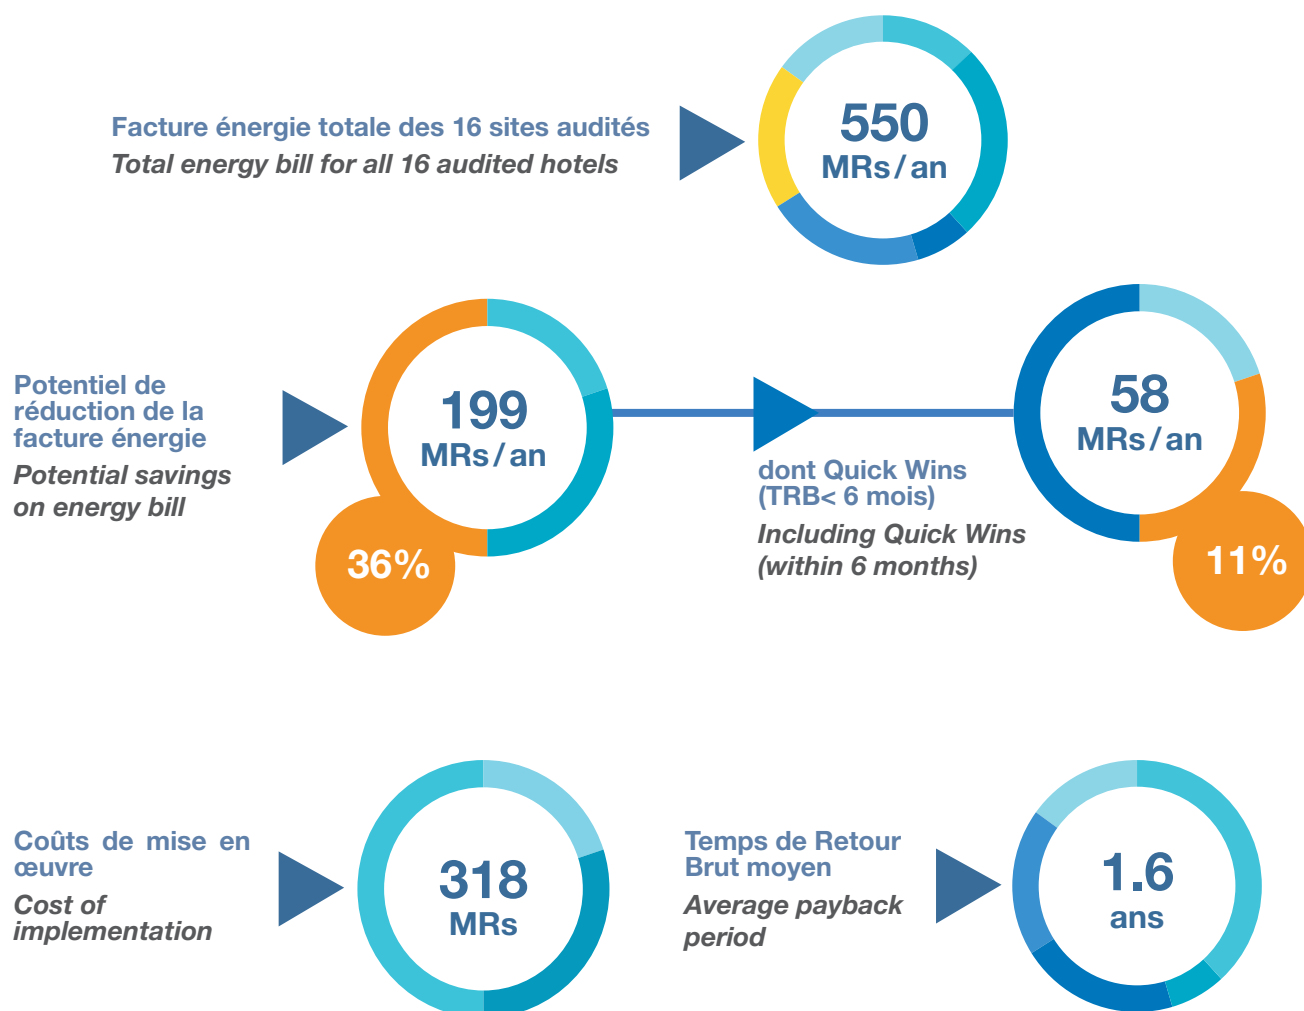 Facture énergie totale des 16 sites audités
Total energy bill for all 16 audited hotels
550
MRs/an
Potentiel de
réduction de la
facture énergie
Potential savings
on energy bill
199
MRs/an
36%
dont Quick Wins
(TRB< 6 mois)
Including Quick Wins
(within 6 months)
58
MRs/an
11%
Coûts de mise en
œuvre
Cost of
implementation
318
MRs
Temps de Retour
Brut moyen
Average payback
period
1.6
ans